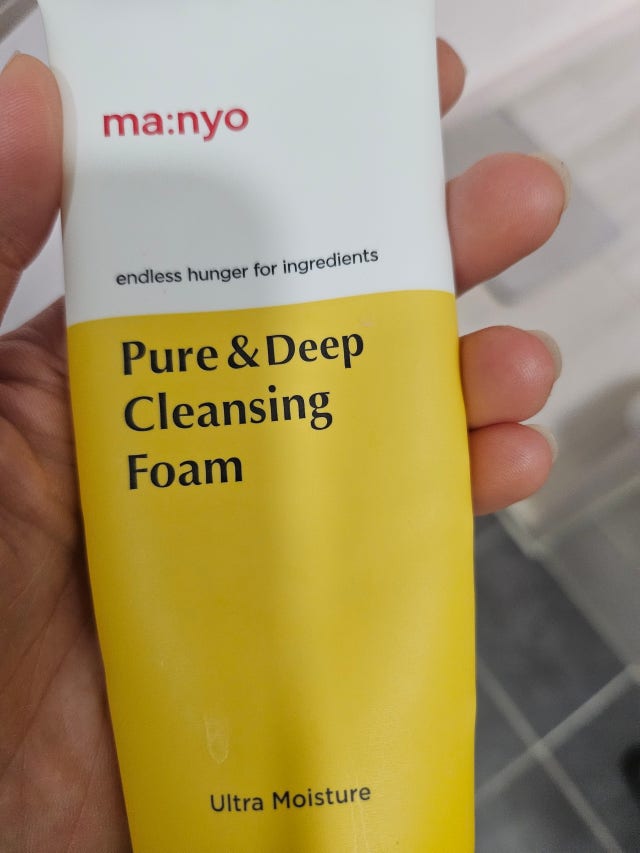 ma:nyo
endless hunger for ingredients
Pure & Deep
Cleansing
Foam
Ultra Moisture